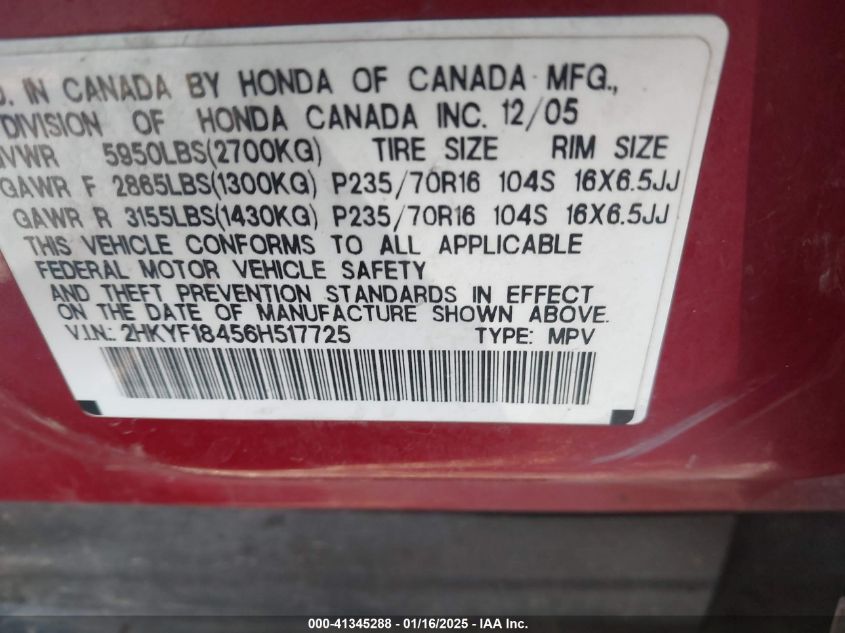 . IN CANADA BY HONDA OF CANADA MFG.,
DIVISION OF HONDA CANADA INC. 12/05
VWR 5950LBS(2700KG) TIRE SIZE RIM SIZE
GAWR F 2865LBS(1300KG) P235/70R16 104S 16X6.5JJ
GAWR R 3155LBS(1430KG) P235/70R16 104S 16X6.5JJ
THIS VEHICLE CONFORMS TO ALL APPLICABLE
FEDERAL MOTOR VEHICLE SAFETY
AND THEFT PREVENTION STANDARDS IN EFFECT
ON THE DATE OF MANUFACTURE SHOWN ABOVE.
V.I.N.: 2HKYF18456H517725 TYPE: MPV
000-41345288 - 01/16/2025 - IAA Inc.